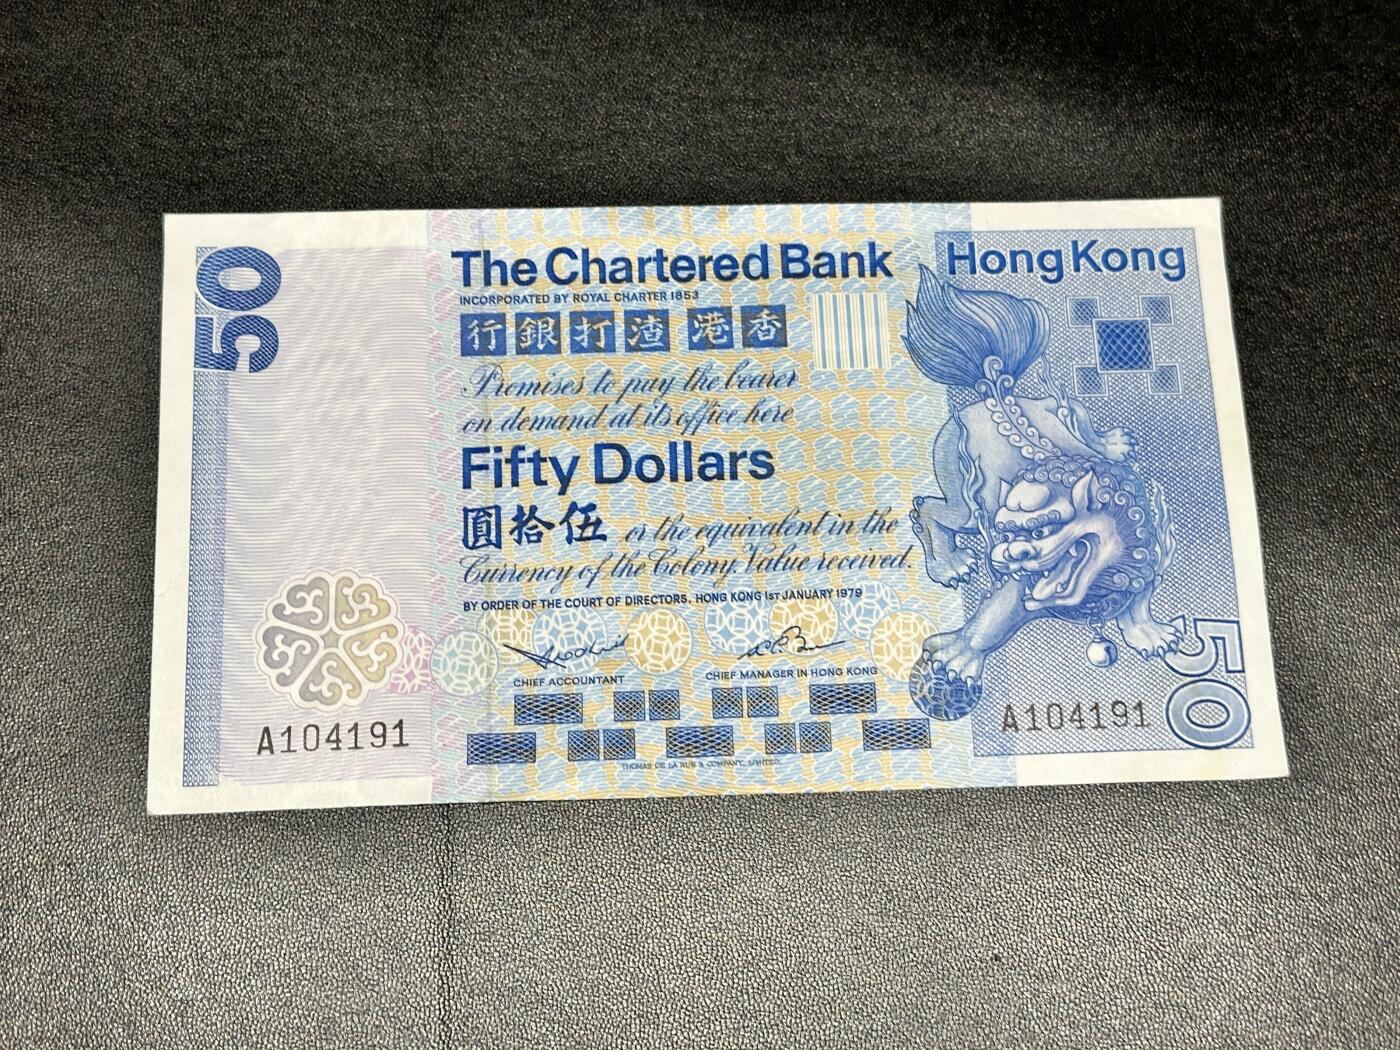 50
The Chartered Bank
Hong Kong
INCORPORATED BY ROYAL CHARTER 1853
行銀打渣 港香
Promises to pay the bearer
on demand at its office here
Fifty Dollars
圓拾伍 or the equivalent in the
Currency of the Colony. Value received.
BY ORDER OF THE COURT OF DIRECTORS, HONG KONG 1ST JANUARY 1979
CHIEF ACCOUNTANT
CHIEF MANAGER IN HONG KONG
A104191
A104191
50
THOMAS DE LA RUE & COMPANY, LIMITED.